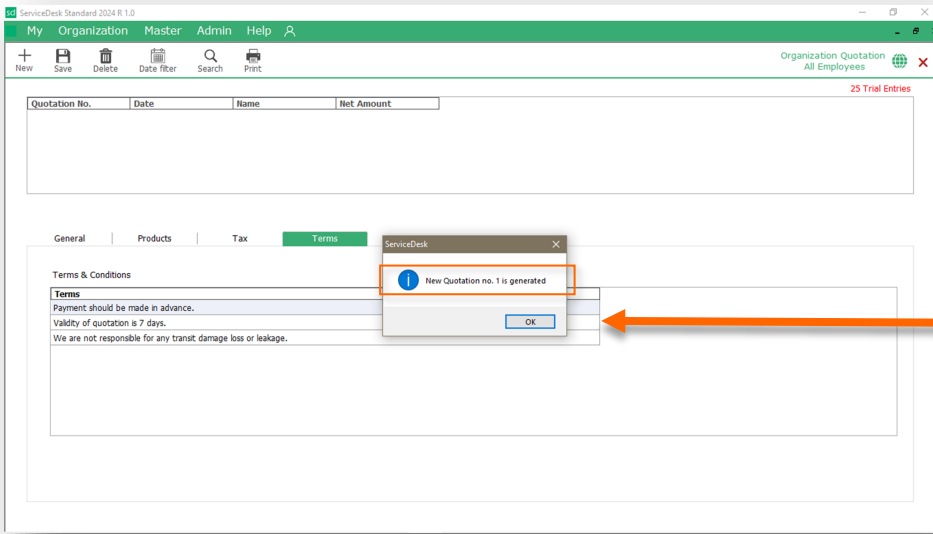 sd ServiceDesk Standard 2024 R 1.0
My Organization Master Admin Help
New Save Delete Date filter Search Print
Organization Quotation
All Employees
25 Trial Entries
Quotation No. Date Name Net Amount
General Products Tax Terms
ServiceDesk
New Quotation no. 1 is generated
OK
Terms & Conditions
Terms
Payment should be made in advance.
Validity of quotation is 7 days.
We are not responsible for any transit damage loss or leakage.